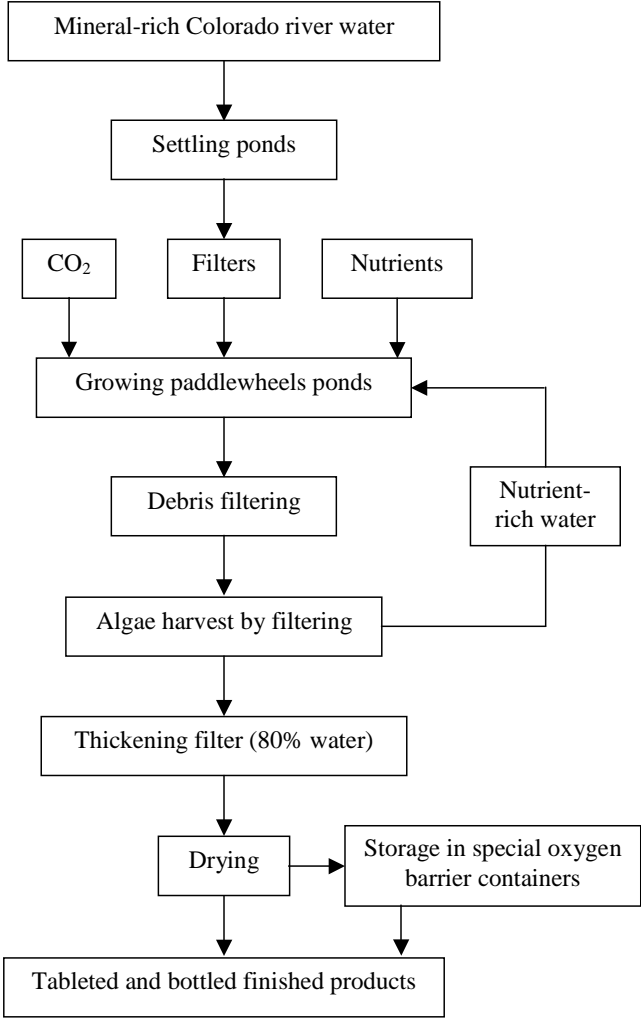 Mineral-rich Colorado river water
Settling ponds
CO₂
Filters
Nutrients
Growing paddlewheels ponds
Debris filtering
Nutrient-
rich water
Algae harvest by filtering
Thickening filter (80% water)
Drying
Storage in special oxygen
barrier containers
Tableted and bottled finished products